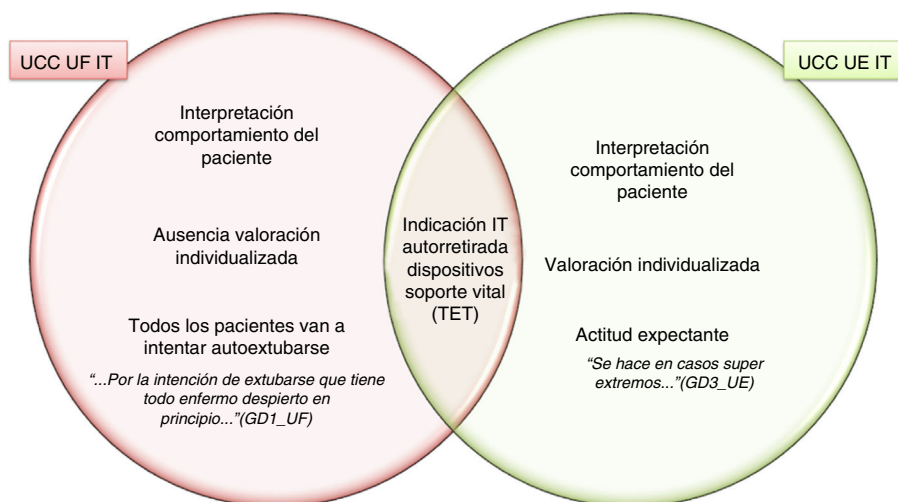 UCC UF IT
Interpretación
comportamiento del
paciente
Ausencia valoración
individualizada
Todos los pacientes van a
intentar autoextubarse
“...Por la intención de extubarse que tiene
todo enfermo despierto en
principio...”(GD1_UF)
Indicación IT
autorretirada
dispositivos
soporte vital
(TET)
UCC UE IT
Interpretación
comportamiento del
paciente
Valoración individualizada
Actitud expectante
“Se hace en casos super
extremos...”(GD3_UE)